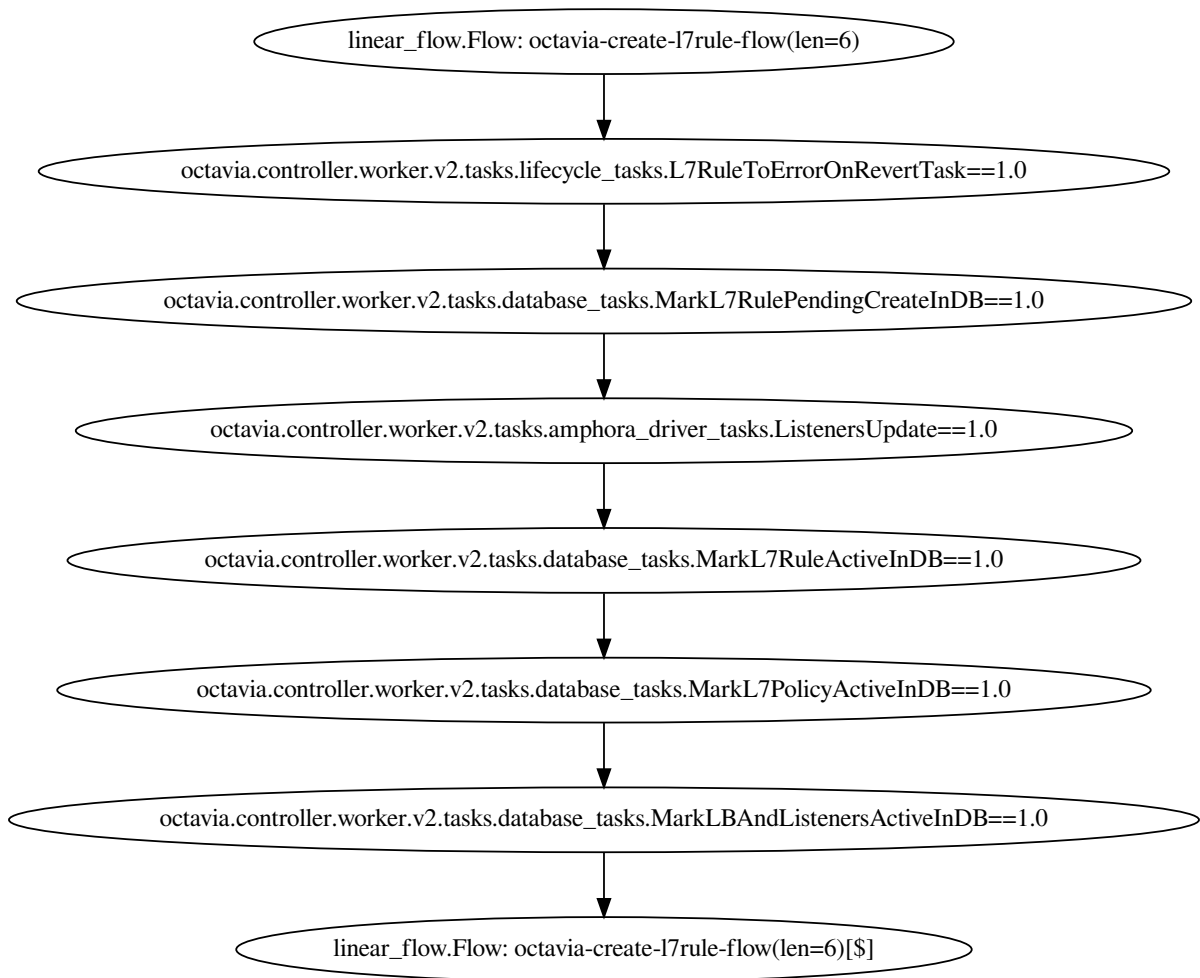 linear_flow.Flow: octavia-create-l7rule-flow(len=6)
octavia.controller.worker.v2.tasks.lifecycle_tasks.L7RuleToErrorOnRevertTask==1.0
octavia.controller.worker.v2.tasks.database_tasks.MarkL7RulePendingCreateInDB==1.0
octavia.controller.worker.v2.tasks.amphora_driver_tasks.ListenersUpdate==1.0
octavia.controller.worker.v2.tasks.database_tasks.MarkL7RuleActiveInDB==1.0
octavia.controller.worker.v2.tasks.database_tasks.MarkL7PolicyActiveInDB==1.0
octavia.controller.worker.v2.tasks.database_tasks.MarkLBAndListenersActiveInDB==1.0
linear_flow.Flow: octavia-create-l7rule-flow(len=6)[$]